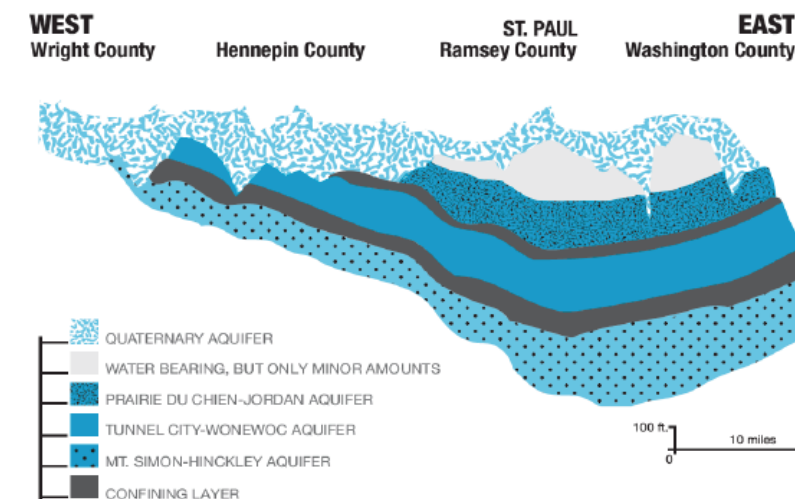 WEST
Wright County
Hennepin County
ST. PAUL
Ramsey County
EAST
Washington County
QUATERNARY AQUIFER
WATER BEARING, BUT ONLY MINOR AMOUNTS
PRAIRIE DU CHIEN-JORDAN AQUIFER
TUNNEL CITY-WONEWOC AQUIFER
MT. SIMON-HINCKLEY AQUIFER
CONFINING LAYER
100 ft.
0
10 miles